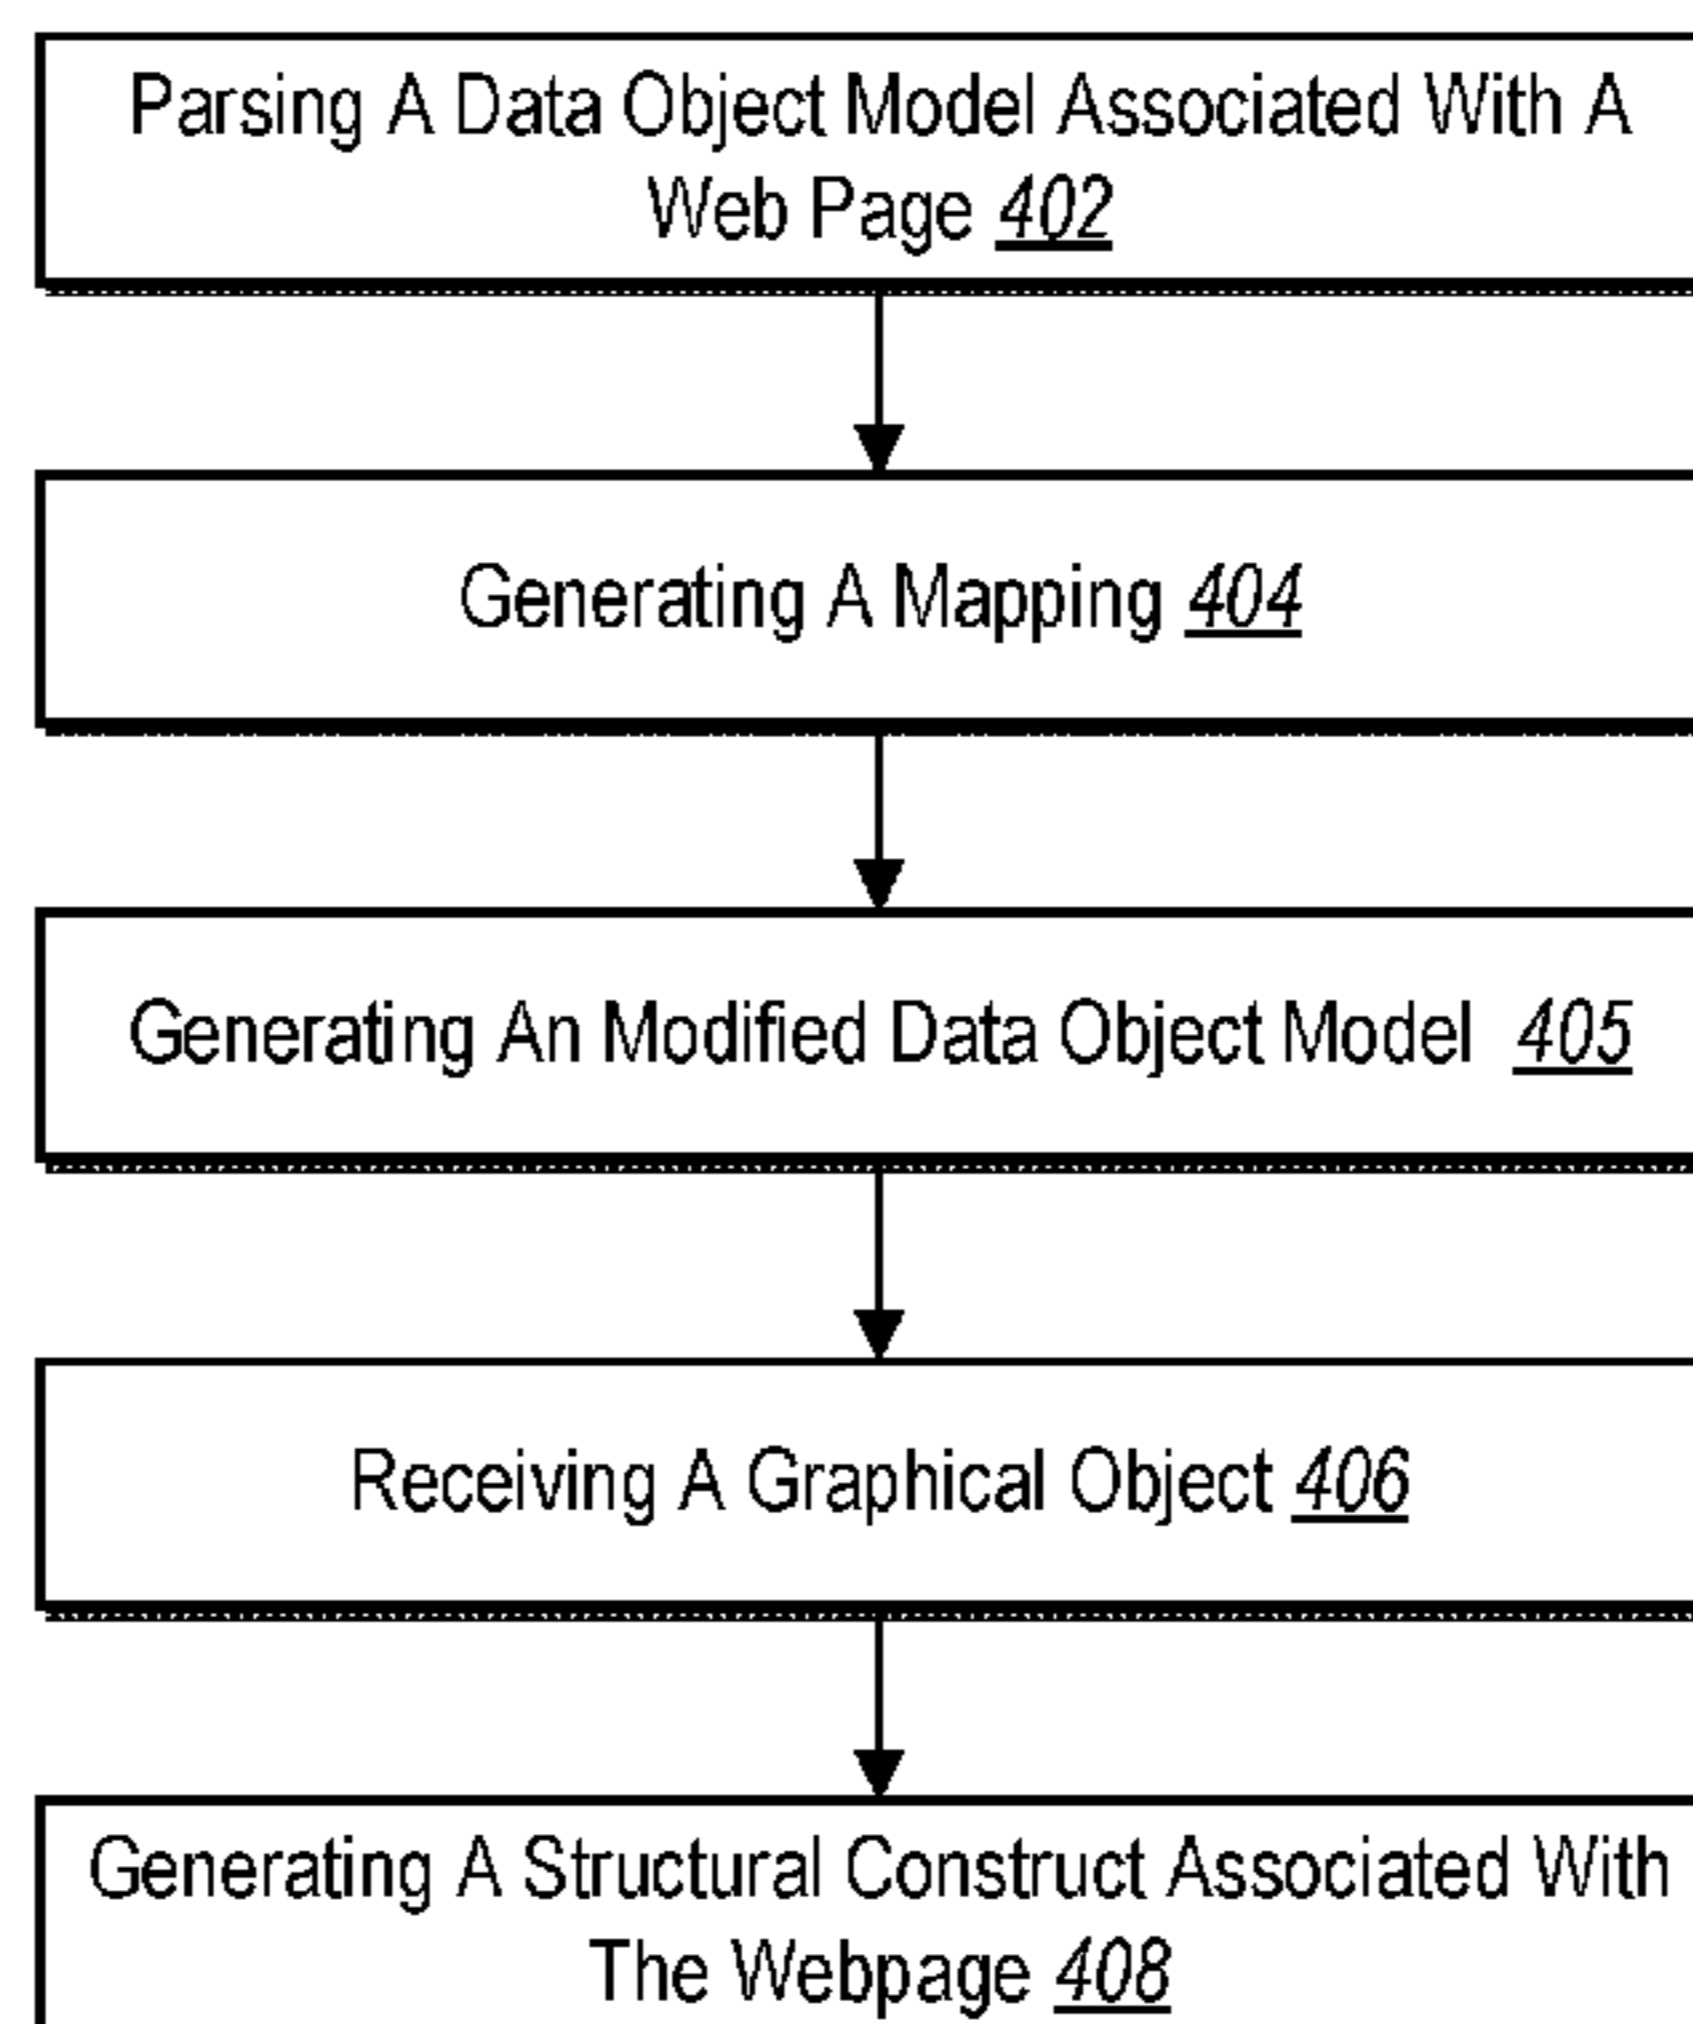 Parsing A Data Object Model Associated With A
Web Page 402
Generating A Mapping 404
Generating An Modified Data Object Model 405
Receiving A Graphical Object 406
Generating A Structural Construct Associated With
The Webpage 408